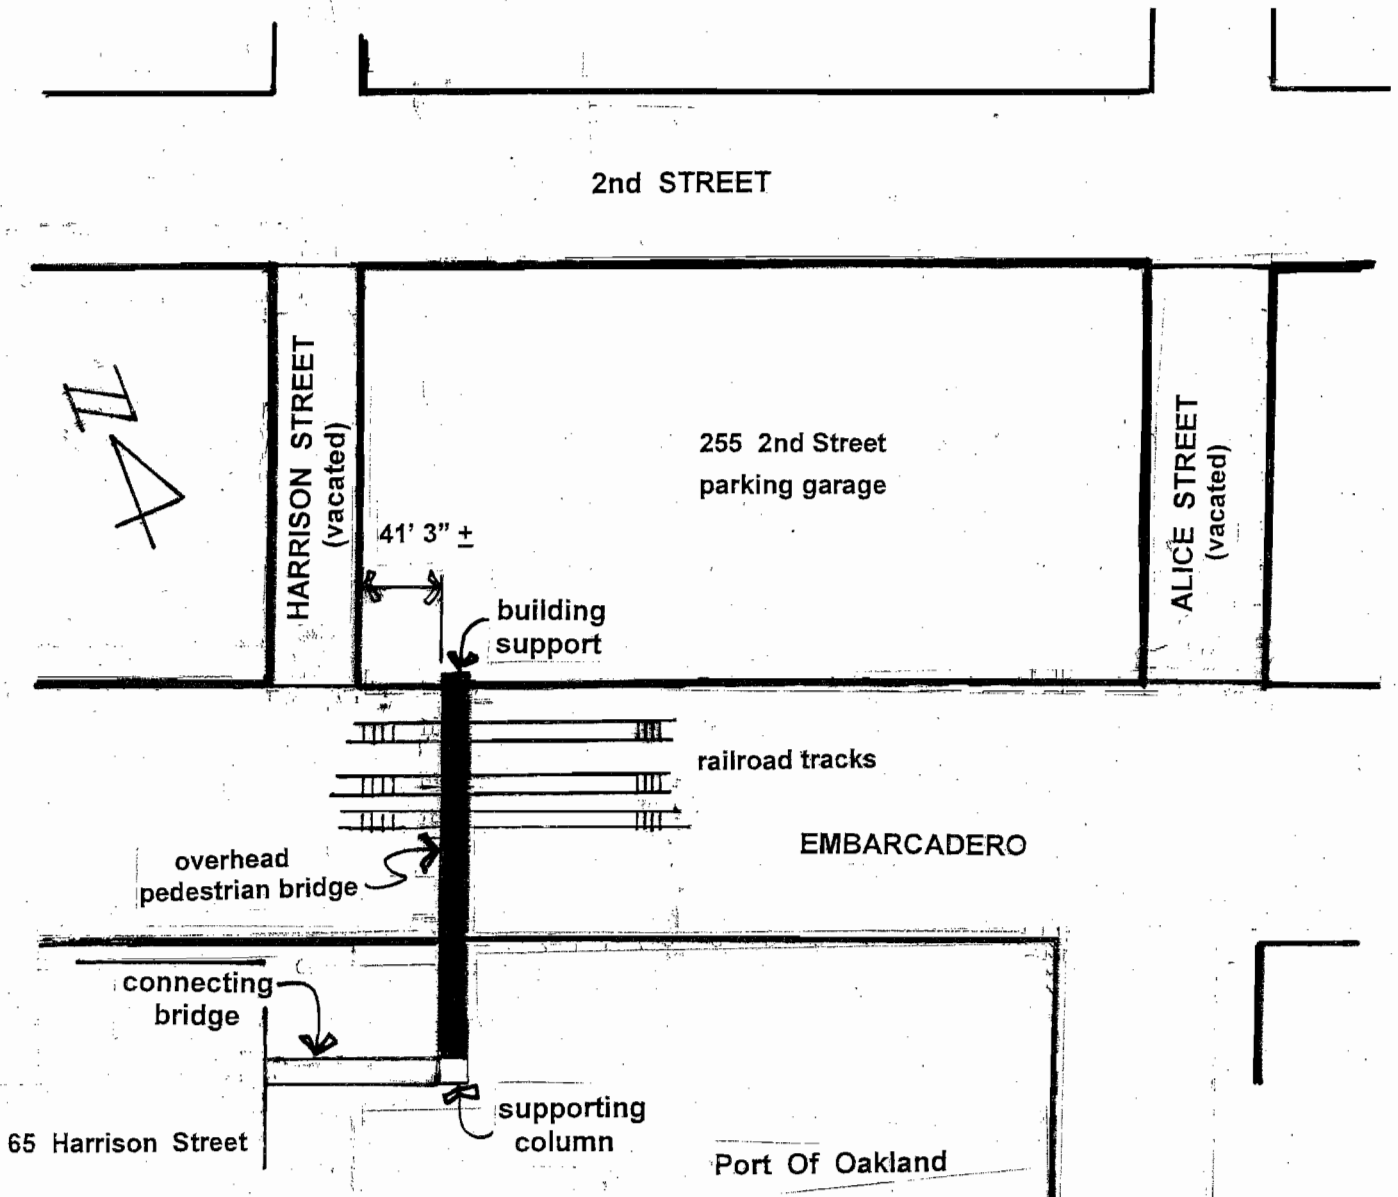 2nd STREET
HARRISON STREET
(vacated)
Z
255 2nd Street
parking garage
ALICE STREET
(vacated)
41' 3" ±
building
support
railroad tracks
EMBARCADERO
overhead
pedestrian bridge
connecting
bridge
supporting
column
65 Harrison Street
Port Of Oakland